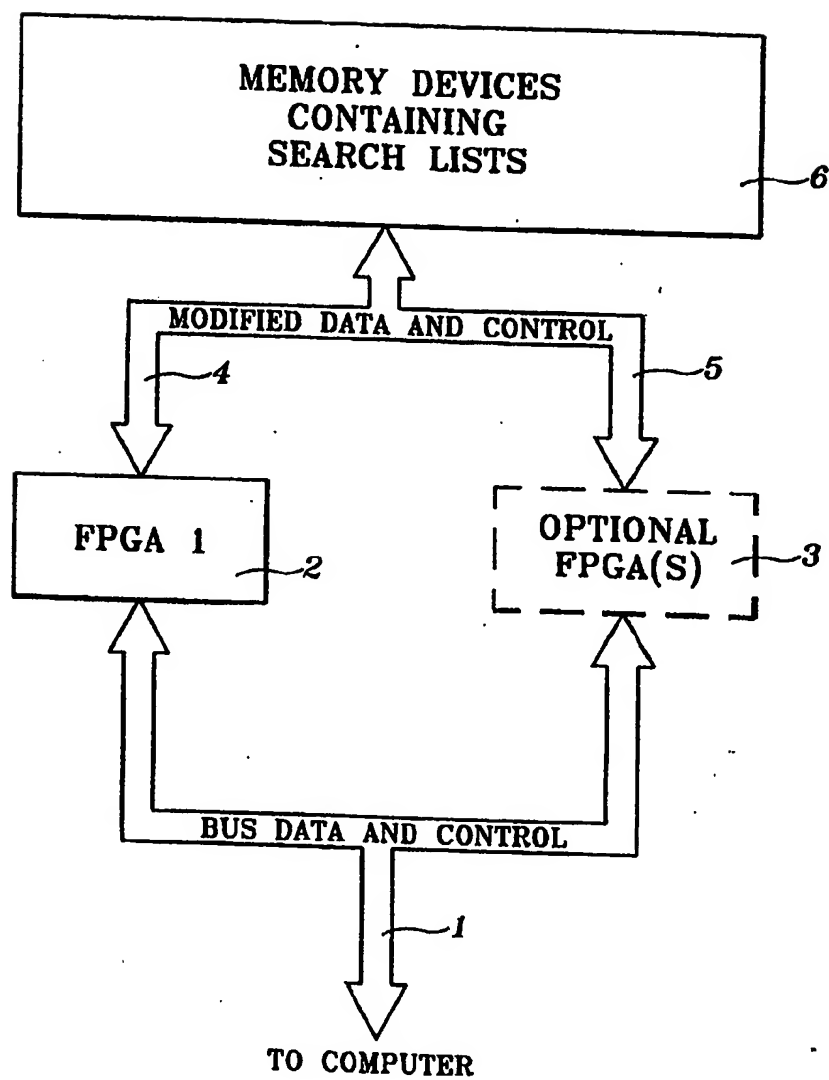 MEMORY DEVICES
CONTAINING
SEARCH LISTS
6
MODIFIED DATA AND CONTROL
4
5
FPGA 1
2
OPTIONAL
FPGA(S)
3
BUS DATA AND CONTROL
1
TO COMPUTER